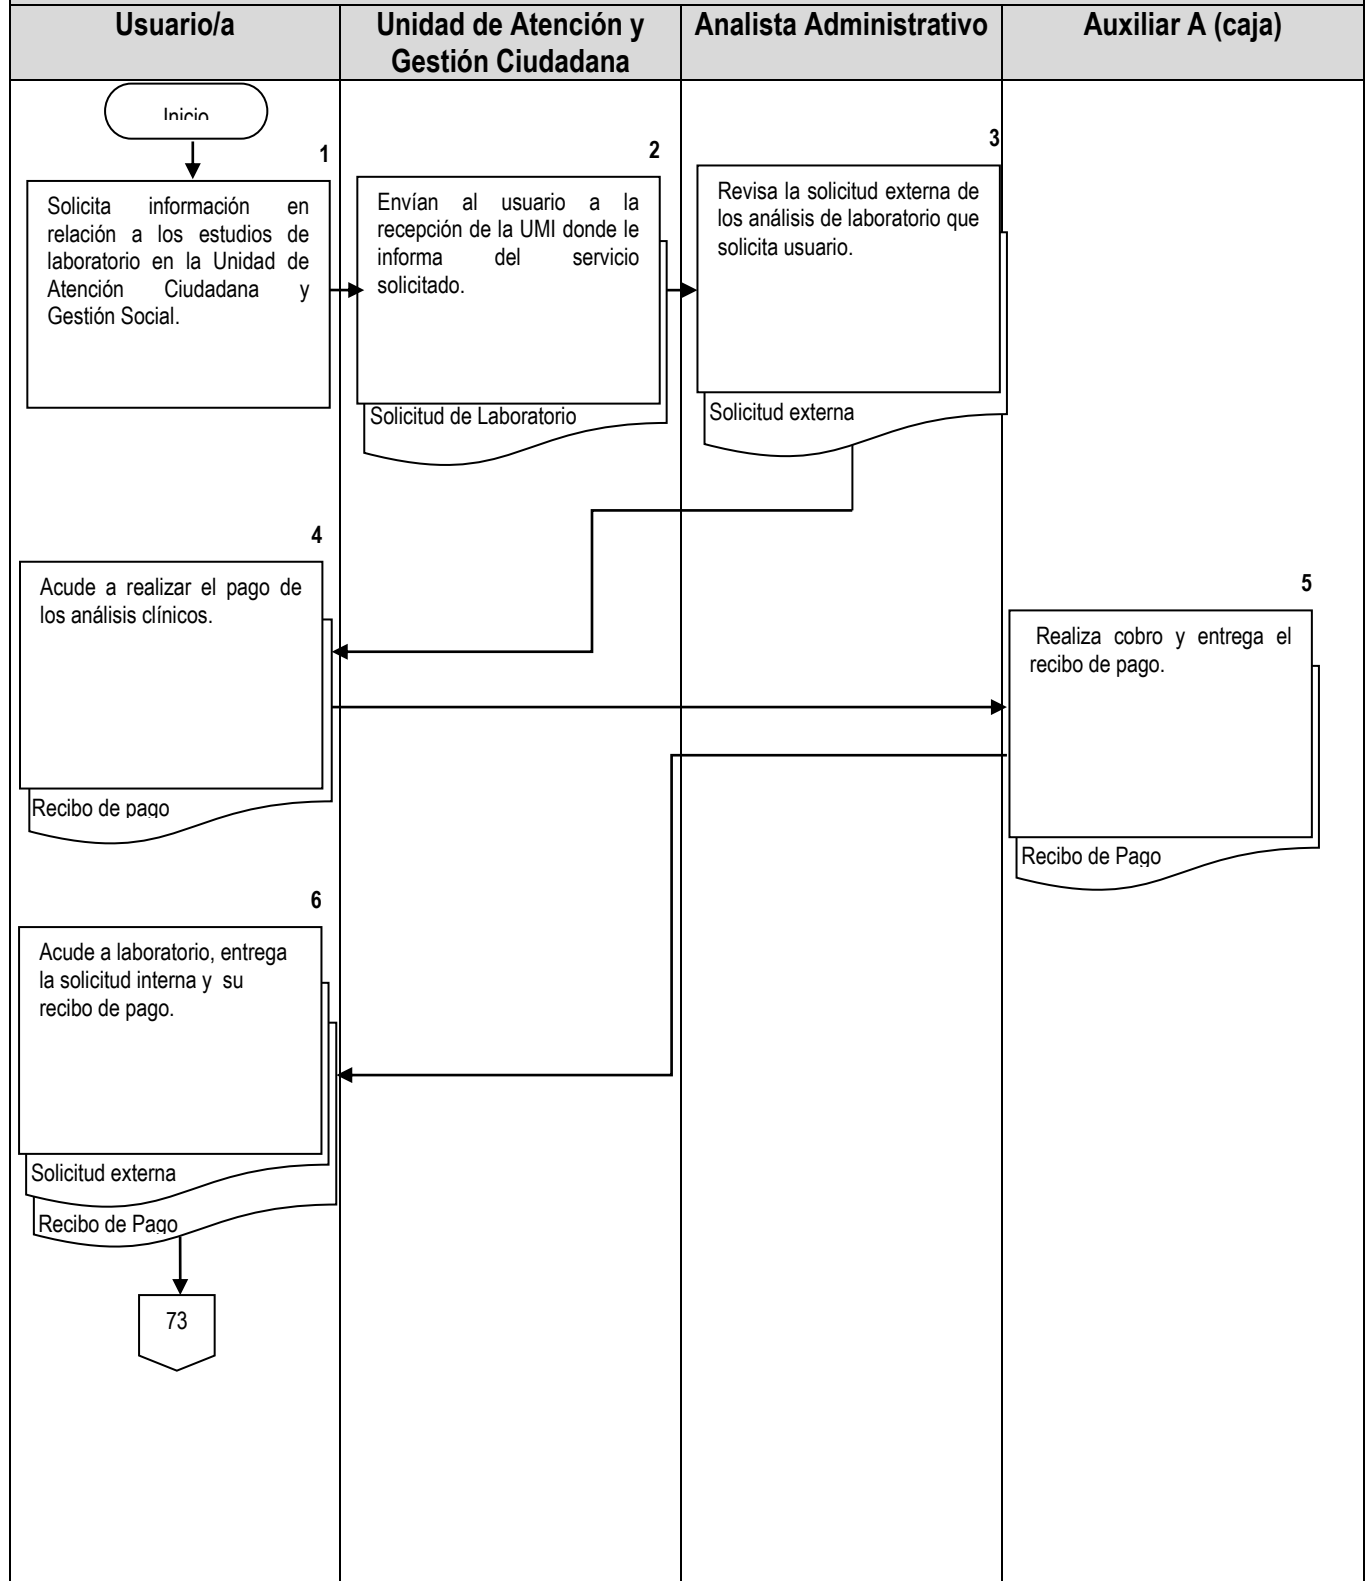 Usuario/a
Unidad de Atención y
Gestión Ciudadana
Analista Administrativo
Auxiliar A (caja)
Inicio
1
Solicita información en
relación a los estudios de
laboratorio en la Unidad de
Atención Ciudadana y
Gestión Social.
2
Envían al usuario a la
recepción de la UMI donde le
informa del servicio
solicitado.
Solicitud de Laboratorio
3
Revisa la solicitud externa de
los análisis de laboratorio que
solicita usuario.
Solicitud externa
4
Acude a realizar el pago de
los análisis clínicos.
Recibo de pago
5
Realiza cobro y entrega el
recibo de pago.
Recibo de Pago
6
Acude a laboratorio, entrega
la solicitud interna y su
recibo de pago.
Solicitud externa
Recibo de Pago
73